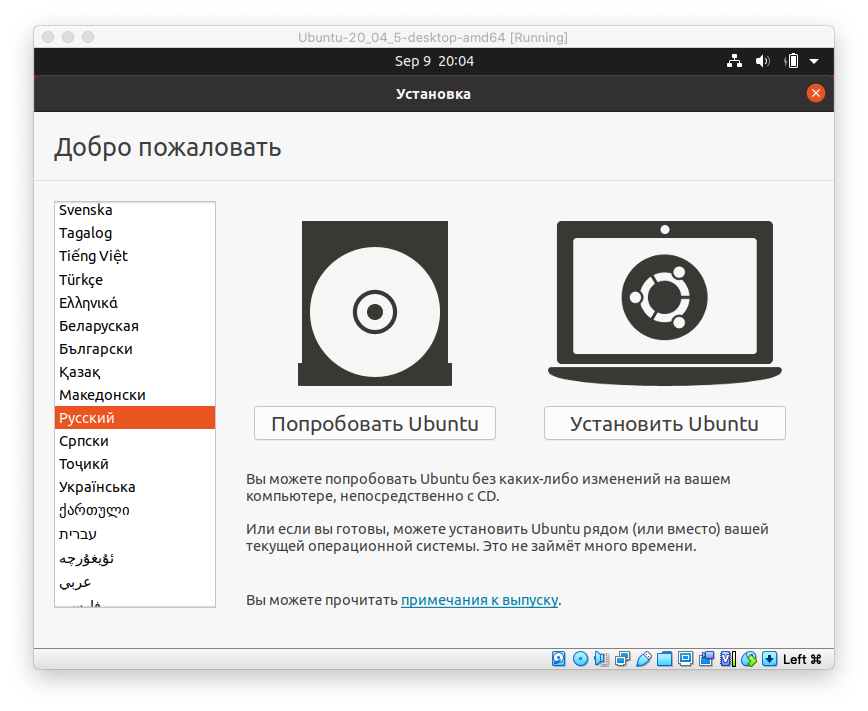 Ubuntu-20_04_5-desktop-amd64 [Running]
Sep 9 20:04
Установка
Добро пожаловать
Svenska
Tagalog
Tiếng Việt
Türkçe
Ελληνικά
Беларуская
Български
Қазақ
Македонски
Русский
Српски
Тоҷикӣ
Українська
ქართული
עברית
ئۇيغۇرچە
عربي
فارسی
Попробовать Ubuntu
Установить Ubuntu
Вы можете попробовать Ubuntu без каких-либо изменений на вашем
компьютере, непосредственно с CD.
Или если вы готовы, можете установить Ubuntu рядом (или вместо) вашей
текущей операционной системы. Это не займёт много времени.
Вы можете прочитать примечания к выпуску.
Left ⌘